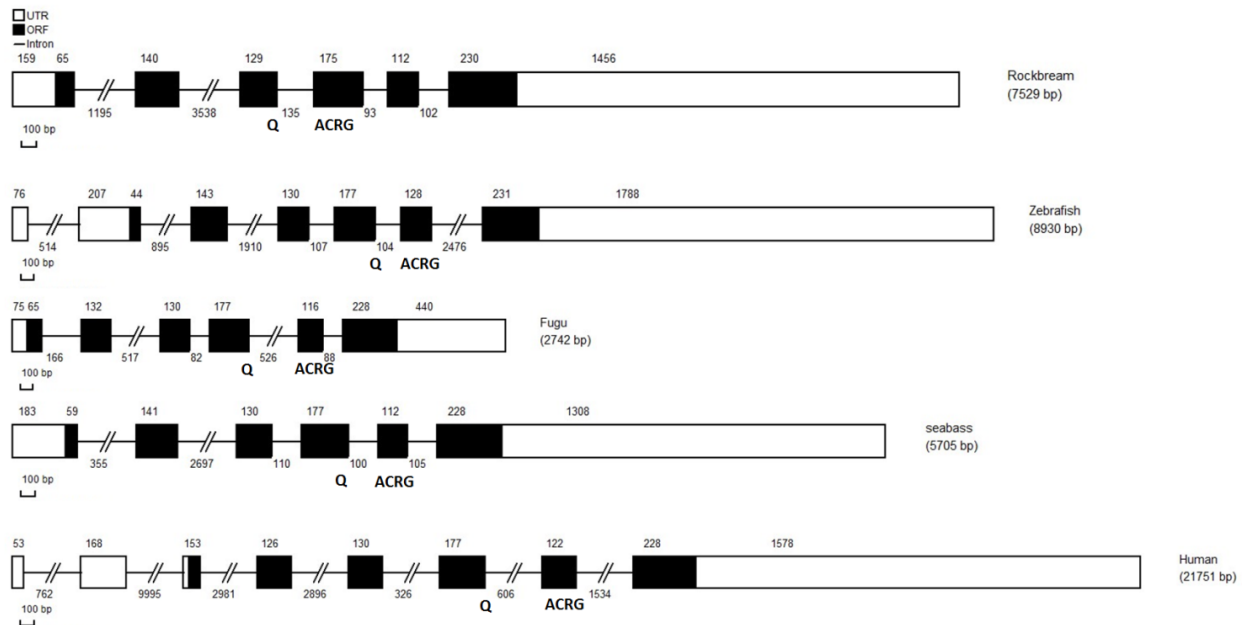 UTR
ORF
Intron
159 65 140 129 175 112 230 1456
Rockbream
(7529 bp)
1195 3538 135 93 102
Q ACRG
100 bp
76 207 44 143 130 177 128 231 1788
Zebrafish
(8930 bp)
514 895 1910 107 104 2476
Q ACRG
100 bp
75 65 132 130 177 116 228 440
Fugu
(2742 bp)
166 517 82 526 88
Q ACRG
100 bp
183 59 141 130 177 112 228 1308
seabass
(5705 bp)
355 2697 110 100 105
Q ACRG
100 bp
53 168 153 126 130 177 122 228 1578
Human
(21751 bp)
762 9995 2981 2896 326 606 1534
Q ACRG
100 bp